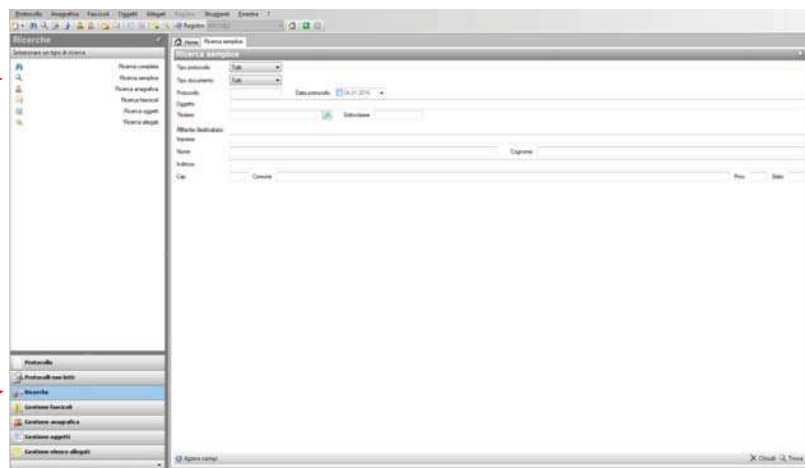 Protocollo Anagrafica Fascicoli Oggetti Allegati Registro Strumenti Finestra ?
Registro
Ricerche
Selezionare un tipo di ricerca
Ricerca completa
Ricerca semplice
Ricerca anagrafica
Ricerca fascicoli
Ricerca oggetti
Ricerca allegati
Protocollo
Protocolli non letti
Ricerche
Gestione fascicoli
Gestione anagrafica
Gestione oggetti
Gestione elenco allegati
Home Ricerca semplice
Ricerca semplice
Tipo protocollo Tutti
Tipo documento Tutti
Protocollo Data protocollo
Oggetto
Titolario Sottoclasse
Mittente/destinatario
Nome Cognome
Indirizzo
Cap Comune Prov Stato
Azzera campi Chiudi Trova